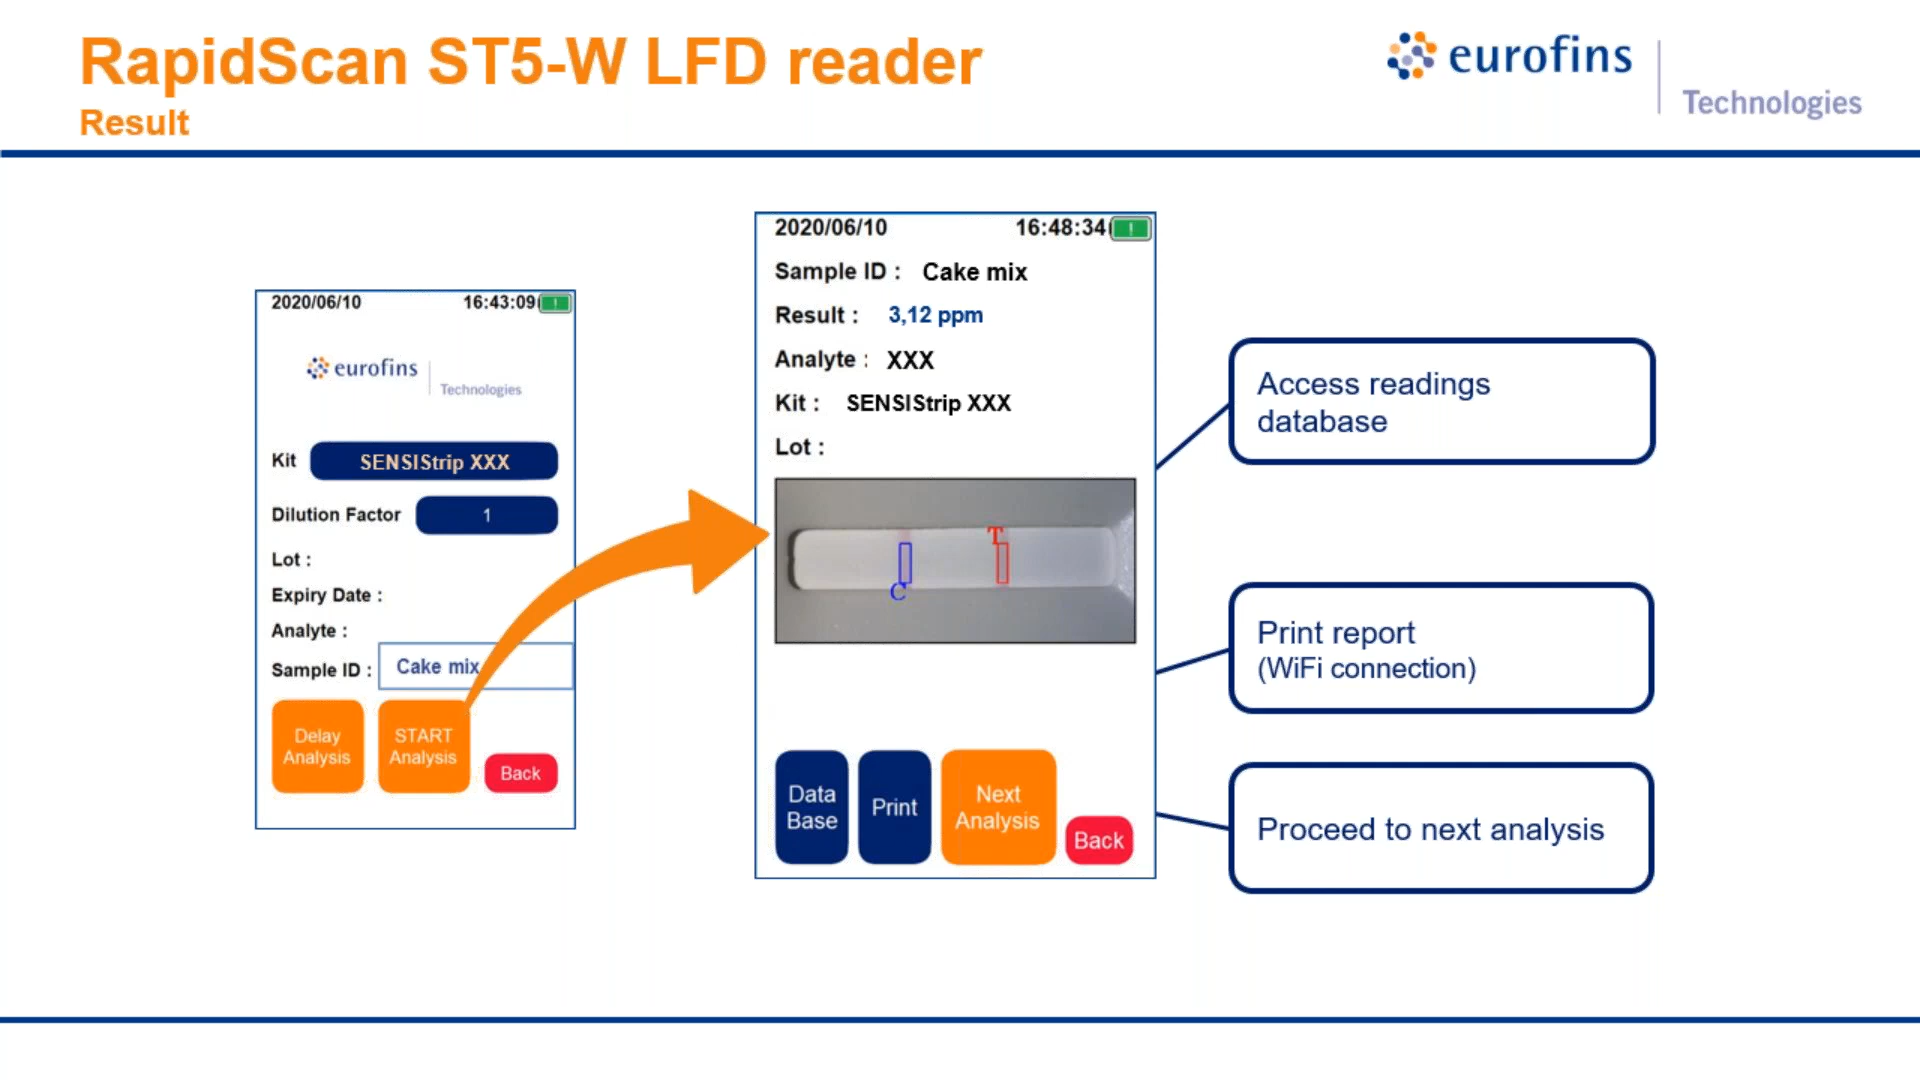 RapidScan ST5-W LFD reader
Result
eurofins
Technologies
2020/06/10 16:43:09
eurofins
Technologies
Kit SENSIStrip XXX
Dilution Factor 1
Lot :
Expiry Date :
Analyte :
Sample ID : Cake mix
Delay
Analysis
START
Analysis
Back
2020/06/10 16:48:34
Sample ID : Cake mix
Result : 3,12 ppm
Analyte : XXX
Kit : SENSIStrip XXX
Lot :
T
C
Data
Base
Print
Next
Analysis
Back
Access readings
database
Print report
(WiFi connection)
Proceed to next analysis